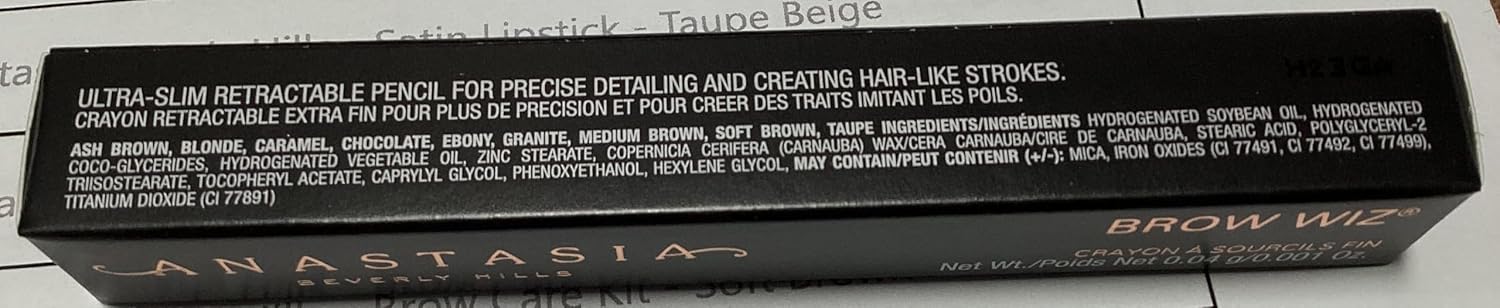 Satin Lipstick - Taupe Beige
ULTRA-SLIM RETRACTABLE PENCIL FOR PRECISE DETAILING AND CREATING HAIR-LIKE STROKES.
CRAYON RETRACTABLE EXTRA FIN POUR PLUS DE PRECISION ET POUR CREER DES TRAITS IMITANT LES POILS.
ASH BROWN, BLONDE, CARAMEL, CHOCOLATE, EBONY, GRANITE, MEDIUM BROWN, SOFT BROWN, TAUPE INGREDIENTS/INGRÉDIENTS HYDROGENATED SOYBEAN OIL, HYDROGENATED
COCO-GLYCERIDES, HYDROGENATED VEGETABLE OIL, ZINC STEARATE, COPERNICIA CERIFERA (CARNAUBA) WAX/CERA CARNAUBA/CIRE DE CARNAUBA, STEARIC ACID, POLYGLYCERYL-2
TRIISOSTEARATE, TOCOPHERYL ACETATE, CAPRYLYL GLYCOL, PHENOXYETHANOL, HEXYLENE GLYCOL, MAY CONTAIN/PEUT CONTENIR (+/-): MICA, IRON OXIDES (CI 77491, CI 77492, CI 77499),
TITANIUM DIOXIDE (CI 77891)
ANASTASIA
BEVERLY HILLS
BROW WIZ®
CRAYON À SOURCILS FIN
Net Wt./Poids Net 0.04 g/0.001 Oz.
Brow Care Kit - Soft Brown